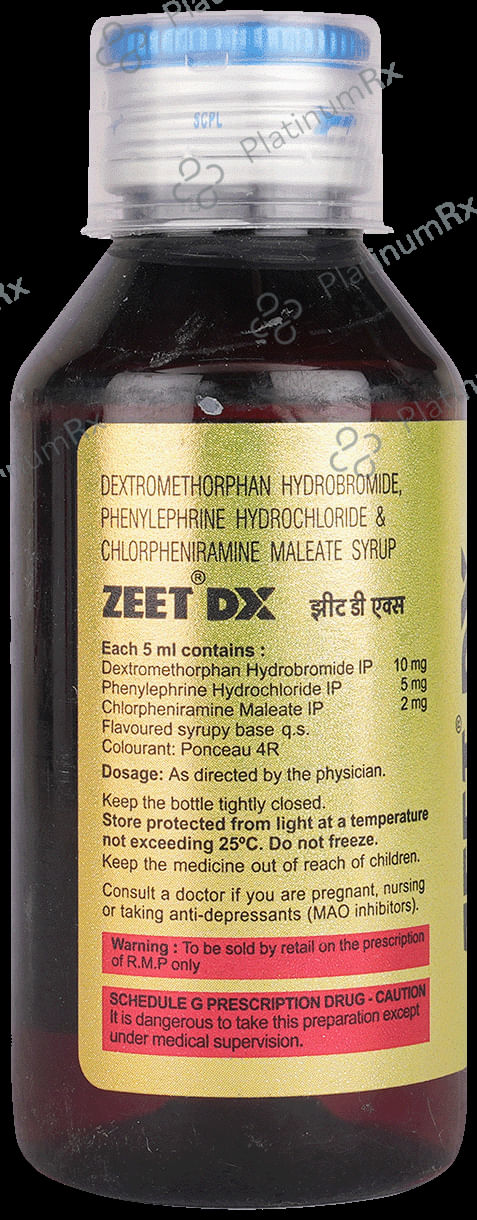 SCPL
PlatinumRx
PlatinumRx
PlatinumRx
DEXTROMETHORPHAN HYDROBROMIDE,
PHENYLEPHRINE HYDROCHLORIDE &
CHLORPHENIRAMINE MALEATE SYRUP
ZEET® DX झीट डी एक्स
Each 5 ml contains :
Dextromethorphan Hydrobromide IP 10 mg
Phenylephrine Hydrochloride IP 5 mg
Chlorpheniramine Maleate IP 2 mg
Flavoured syrupy base q.s.
Colourant: Ponceau 4R
Dosage: As directed by the physician.
Keep the bottle tightly closed.
Store protected from light at a temperature
not exceeding 25ºC. Do not freeze.
Keep the medicine out of reach of children.
Consult a doctor if you are pregnant, nursing
or taking anti-depressants (MAO inhibitors).
Warning : To be sold by retail on the prescription
of R.M.P only
SCHEDULE G PRESCRIPTION DRUG - CAUTION
It is dangerous to take this preparation except
under medical supervision.